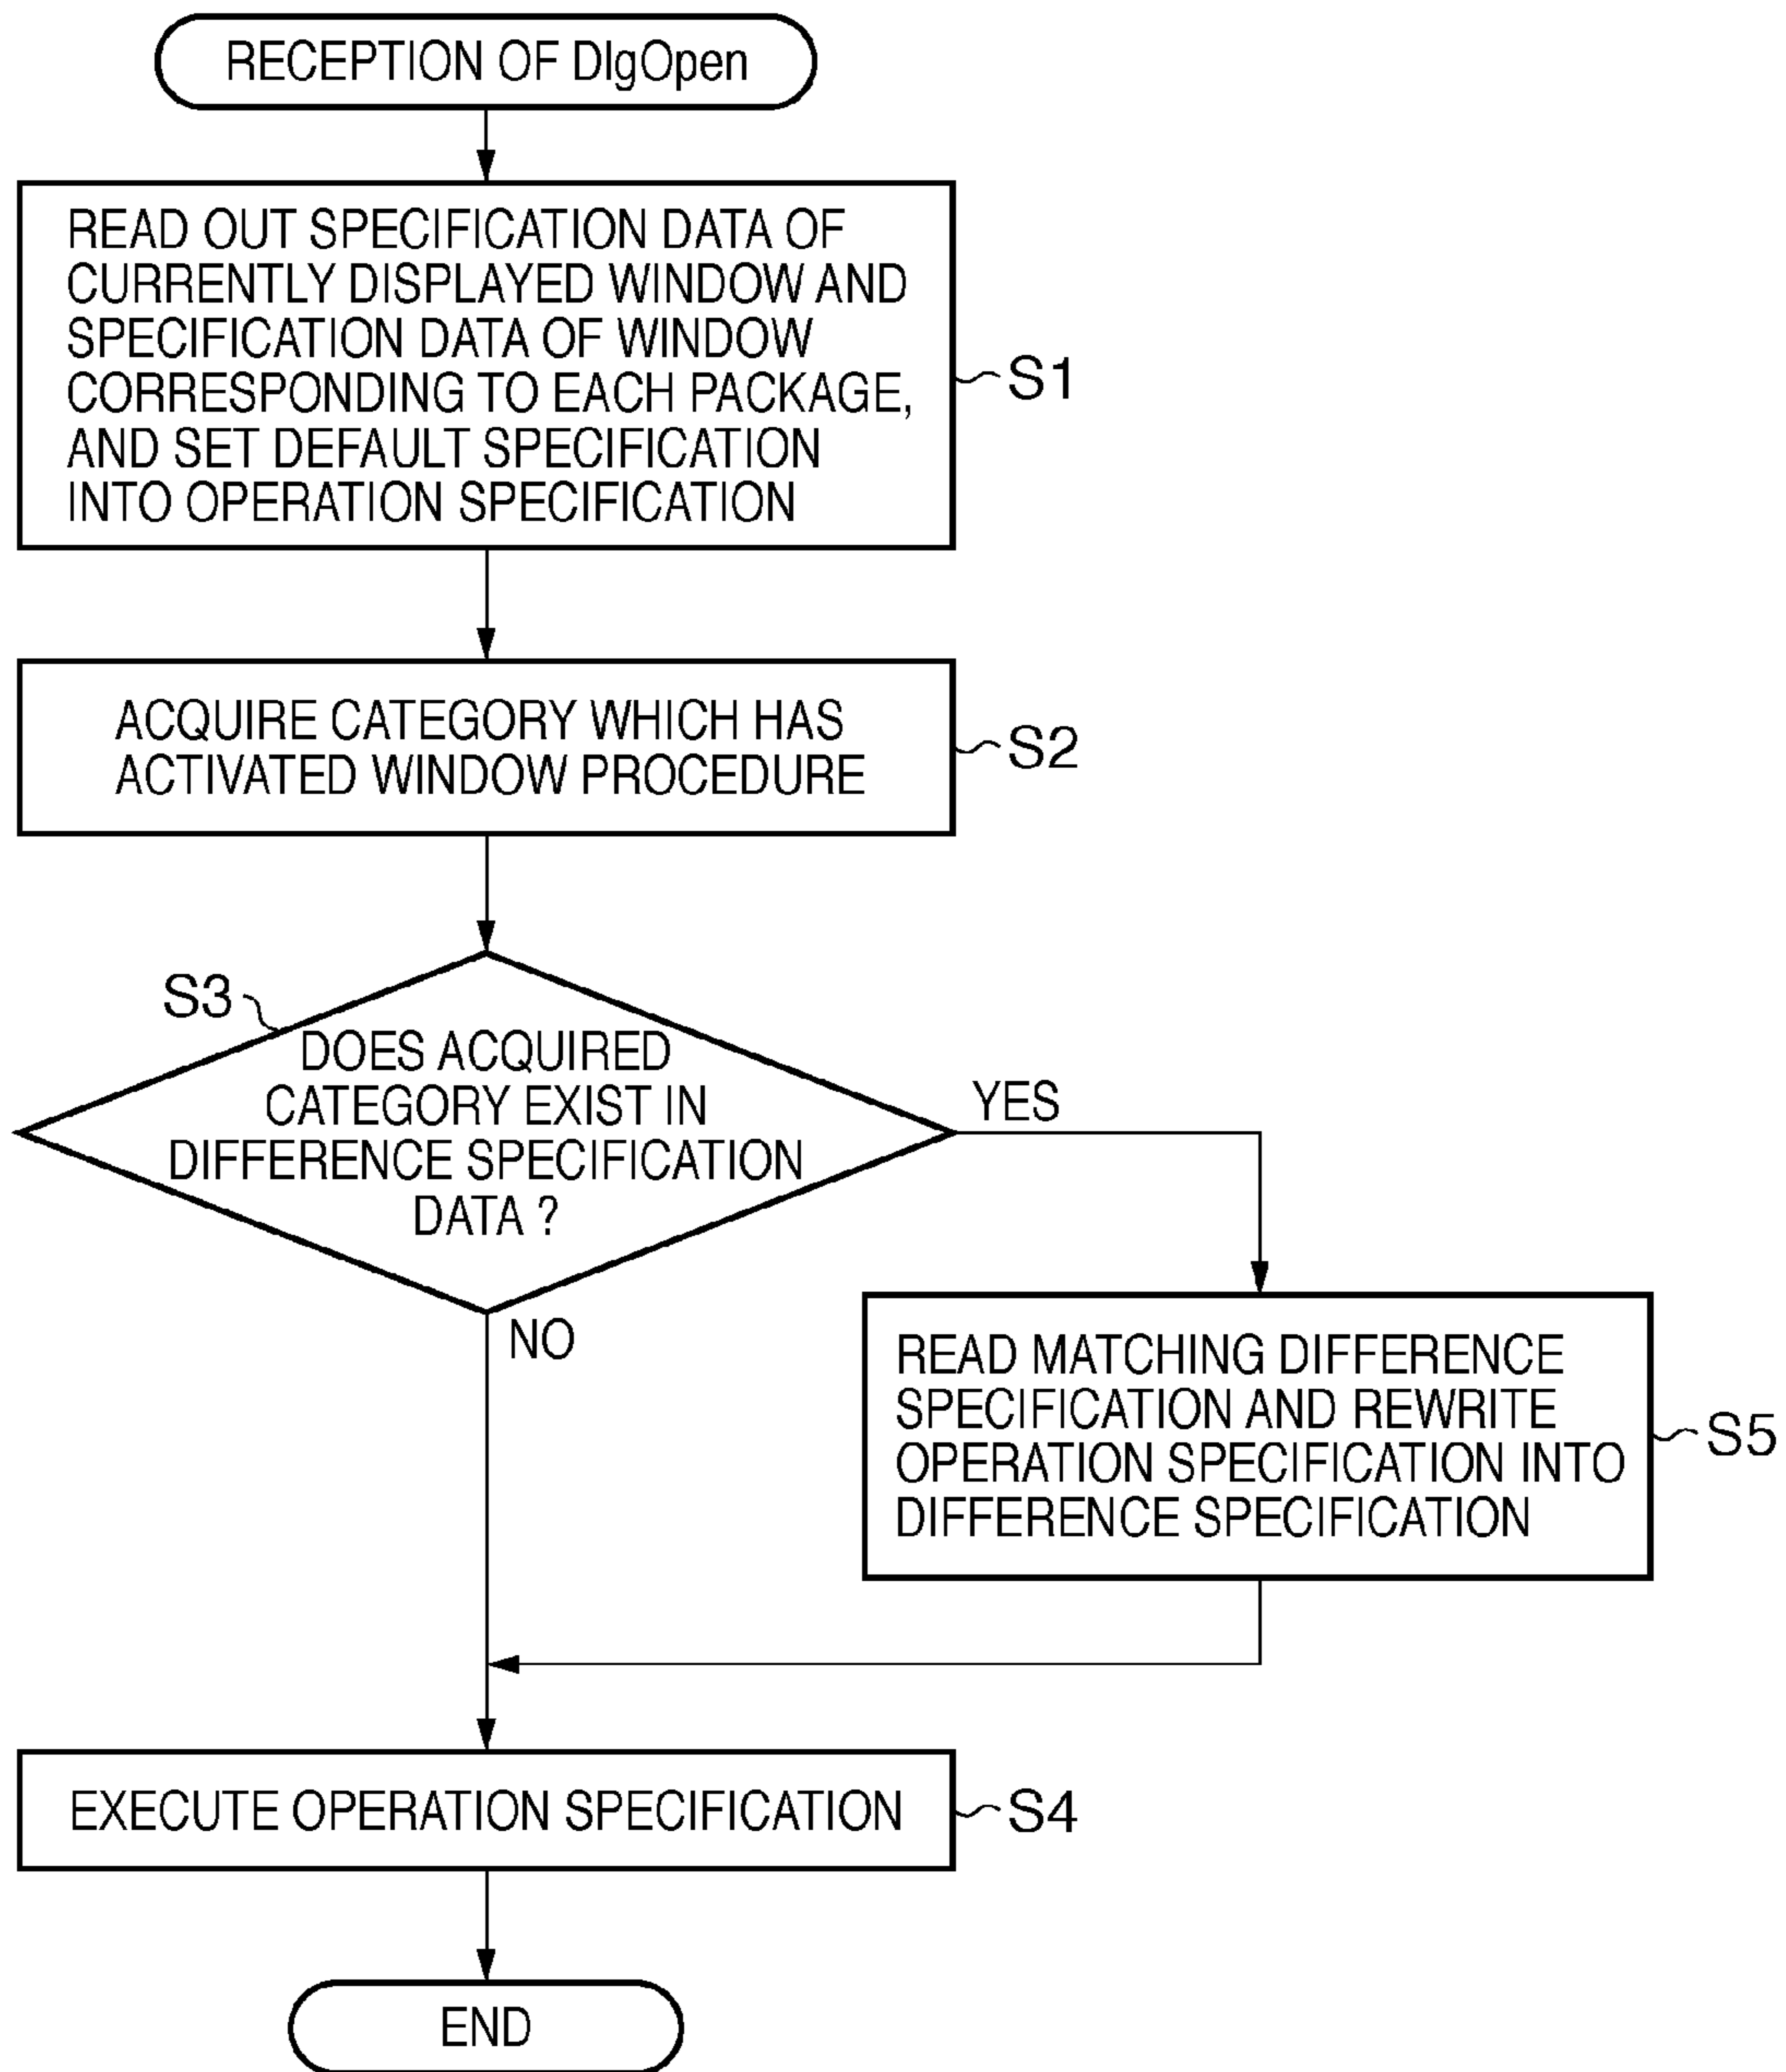 RECEPTION OF DlgOpen
READ OUT SPECIFICATION DATA OF
CURRENTLY DISPLAYED WINDOW AND
SPECIFICATION DATA OF WINDOW
CORRESPONDING TO EACH PACKAGE,
AND SET DEFAULT SPECIFICATION
INTO OPERATION SPECIFICATION
S1
ACQUIRE CATEGORY WHICH HAS
ACTIVATED WINDOW PROCEDURE
S2
S3
DOES ACQUIRED
CATEGORY EXIST IN
DIFFERENCE SPECIFICATION
DATA ?
YES
NO
READ MATCHING DIFFERENCE
SPECIFICATION AND REWRITE
OPERATION SPECIFICATION INTO
DIFFERENCE SPECIFICATION
S5
EXECUTE OPERATION SPECIFICATION
S4
END